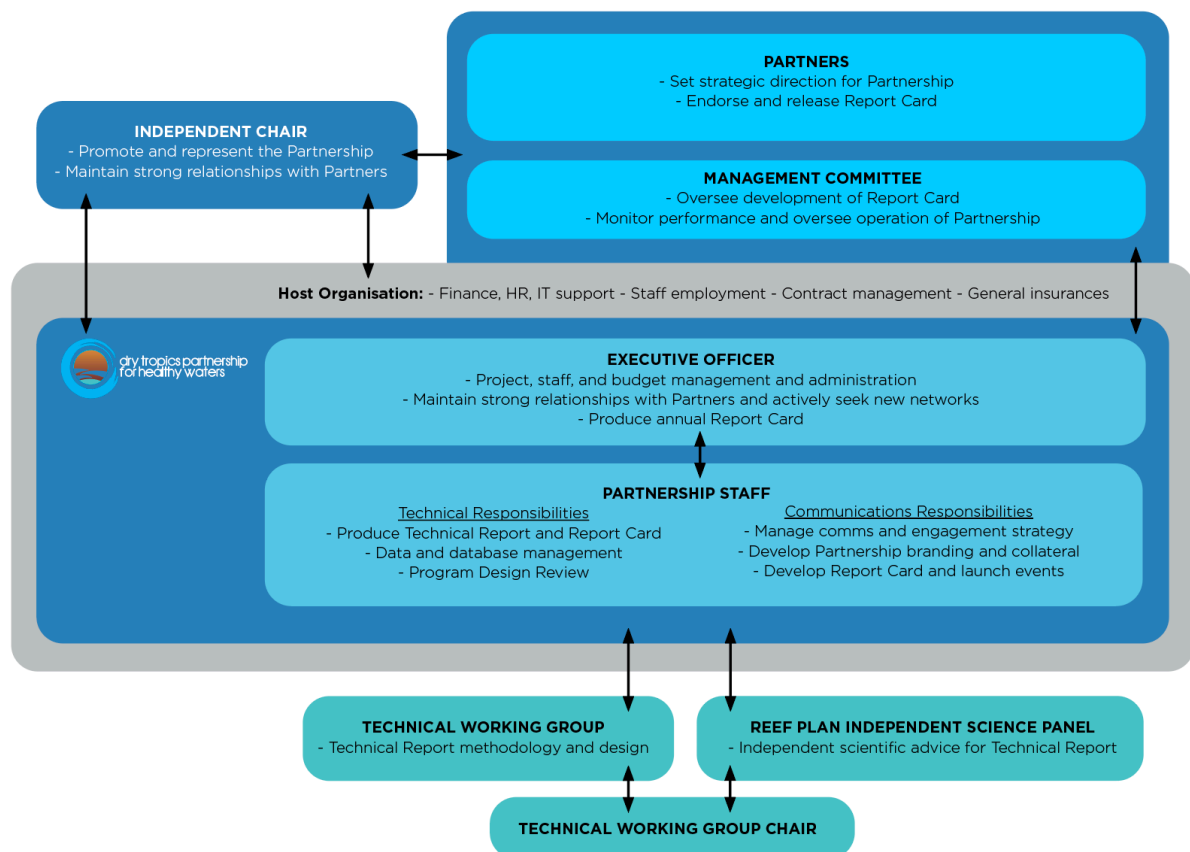 PARTNERS
- Set strategic direction for Partnership
- Endorse and release Report Card
INDEPENDENT CHAIR
- Promote and represent the Partnership
- Maintain strong relationships with Partners
MANAGEMENT COMMITTEE
- Oversee development of Report Card
- Monitor performance and oversee operation of Partnership
Host Organisation: - Finance, HR, IT support - Staff employment - Contract management - General insurances
dry tropics partnership
for healthy waters
EXECUTIVE OFFICER
- Project, staff, and budget management and administration
- Maintain strong relationships with Partners and actively seek new networks
- Produce annual Report Card
PARTNERSHIP STAFF
Technical Responsibilities
- Produce Technical Report and Report Card
- Data and database management
- Program Design Review
Communications Responsibilities
- Manage comms and engagement strategy
- Develop Partnership branding and collateral
- Develop Report Card and launch events
TECHNICAL WORKING GROUP
- Technical Report methodology and design
REEF PLAN INDEPENDENT SCIENCE PANEL
- Independent scientific advice for Technical Report
TECHNICAL WORKING GROUP CHAIR